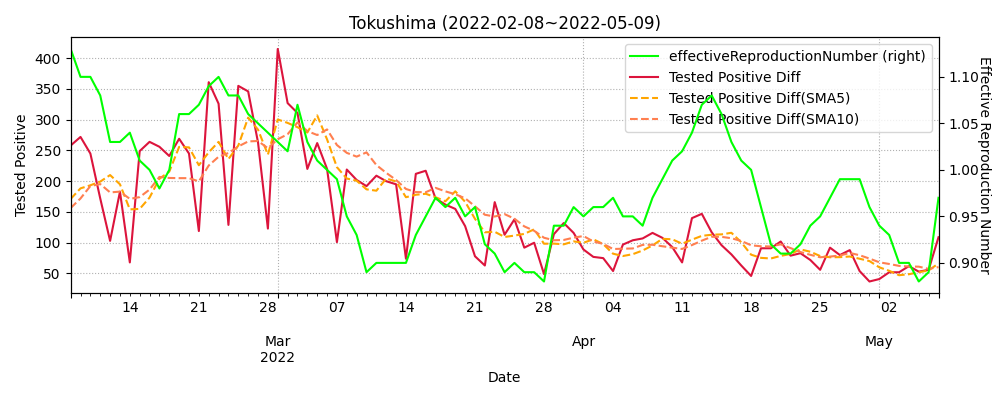 Tokushima (2022-02-08~2022-05-09)
effectiveReproductionNumber (right)
Tested Positive Diff
Tested Positive Diff(SMA5)
Tested Positive Diff(SMA10)
Tested Positive
400
350
300
250
200
150
100
50
1.10
1.05
1.00
0.95
0.90
Effective Reproduction Number
14 21 28 07 14 21 28 04 11 18 25 02
Mar Apr May
2022
Date